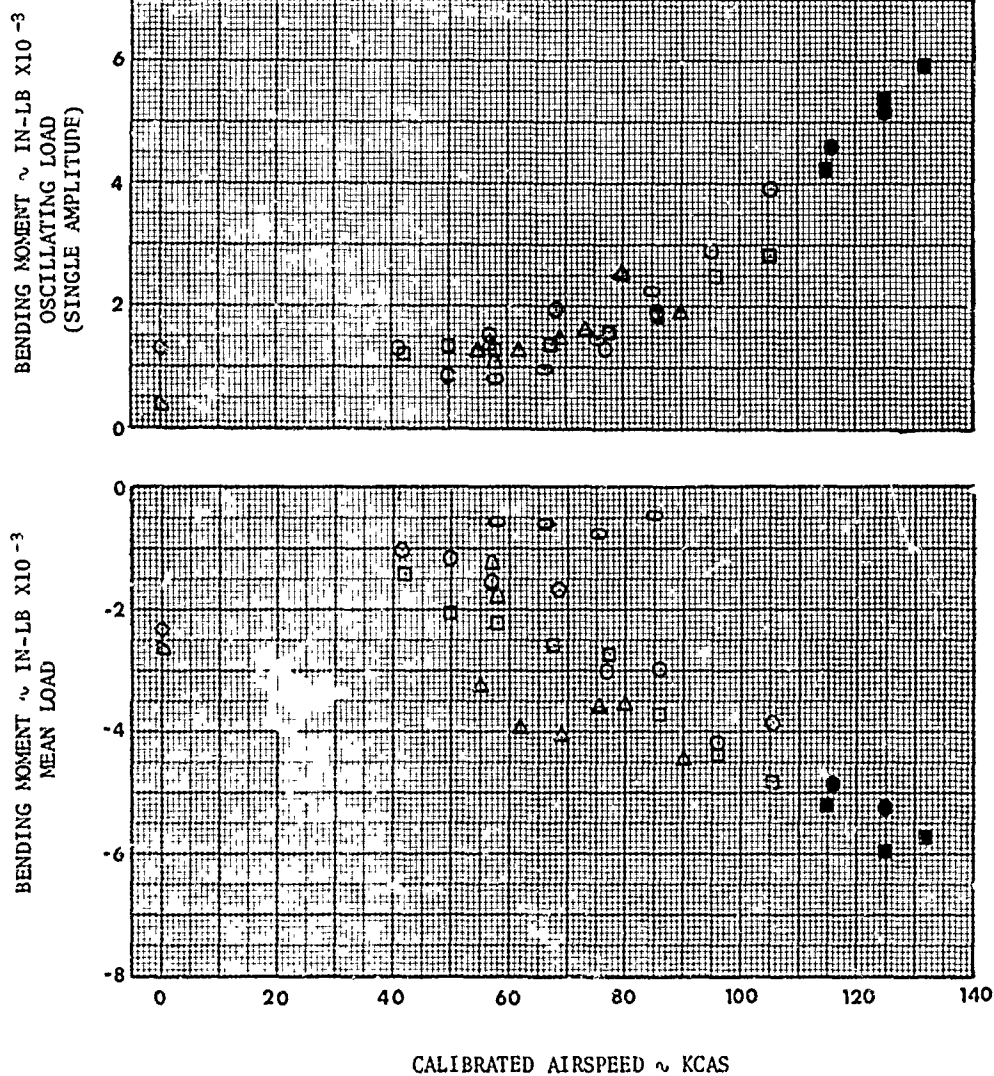 BENDING MOMENT ~ IN-LB X10⁻³
OSCILLATING LOAD
(SINGLE AMPLITUDE)
6
4
2
0
BENDING MOMENT ~ IN-LB X10⁻³
MEAN LOAD
0
-2
-4
-6
-8
0 20 40 60 80 100 120 140
CALIBRATED AIRSPEED ~ KCAS